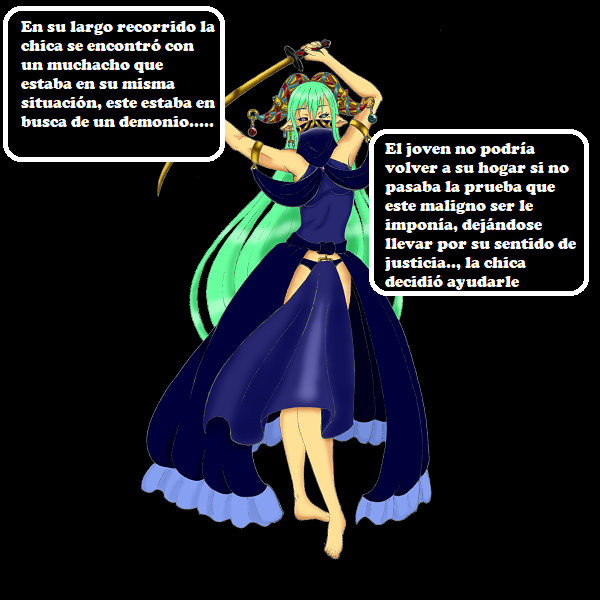 En su largo recorrido la
chica se encontró con
un muchacho que
estaba en su misma
situación, este estaba en
busca de un demonio.....
El joven no podría
volver a su hogar si no
pasaba la prueba que
este maligno ser le
imponía, dejándose
llevar por su sentido de
justicia.., la chica
decidió ayudarle